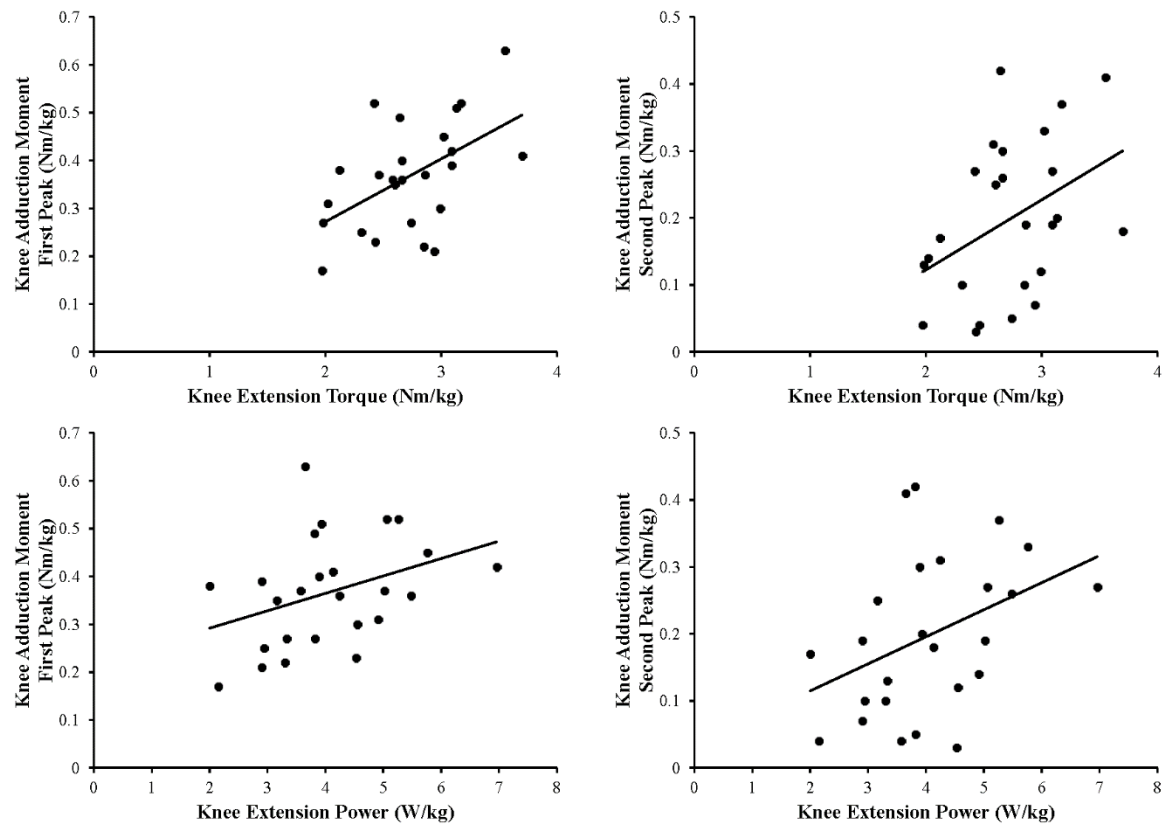 Knee Adduction Moment
First Peak (Nm/kg)
0.7
0.6
0.5
0.4
0.3
0.2
0.1
0
0 1 2 3 4
Knee Extension Torque (Nm/kg)
Knee Adduction Moment
Second Peak (Nm/kg)
0.5
0.4
0.3
0.2
0.1
0
0 1 2 3 4
Knee Extension Torque (Nm/kg)
Knee Adduction Moment
First Peak (Nm/kg)
0.7
0.6
0.5
0.4
0.3
0.2
0.1
0
0 1 2 3 4 5 6 7 8
Knee Extension Power (W/kg)
Knee Adduction Moment
Second Peak (Nm/kg)
0.5
0.4
0.3
0.2
0.1
0
0 1 2 3 4 5 6 7 8
Knee Extension Power (W/kg)